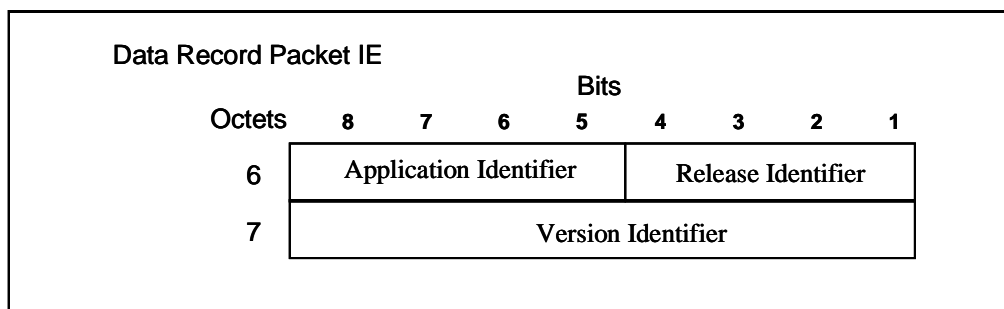 Data Record Packet IE
Bits
Octets 8 7 6 5 4 3 2 1
6 Application Identifier Release Identifier
7 Version Identifier